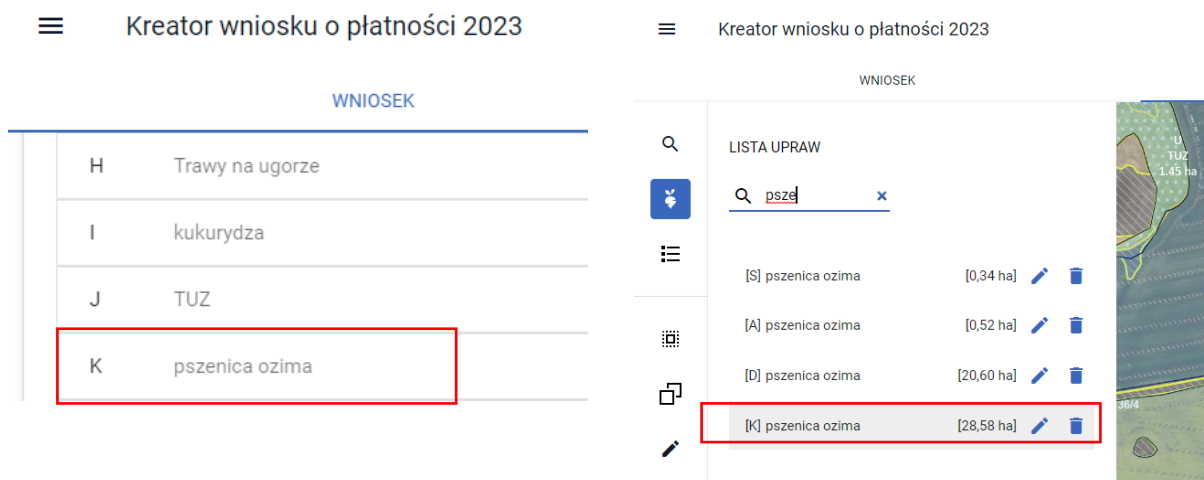 Kreator wniosku o płatności 2023
WNIOSEK
H Trawy na ugorze
I kukurydza
J TUZ
K pszenica ozima
Kreator wniosku o płatności 2023
WNIOSEK
LISTA UPRAW
psze
[S] pszenica ozima [0,34 ha]
[A] pszenica ozima [0,52 ha]
[D] pszenica ozima [20,60 ha]
[K] pszenica ozima [28,58 ha]
U
TUZ
1.45 ha
36/4